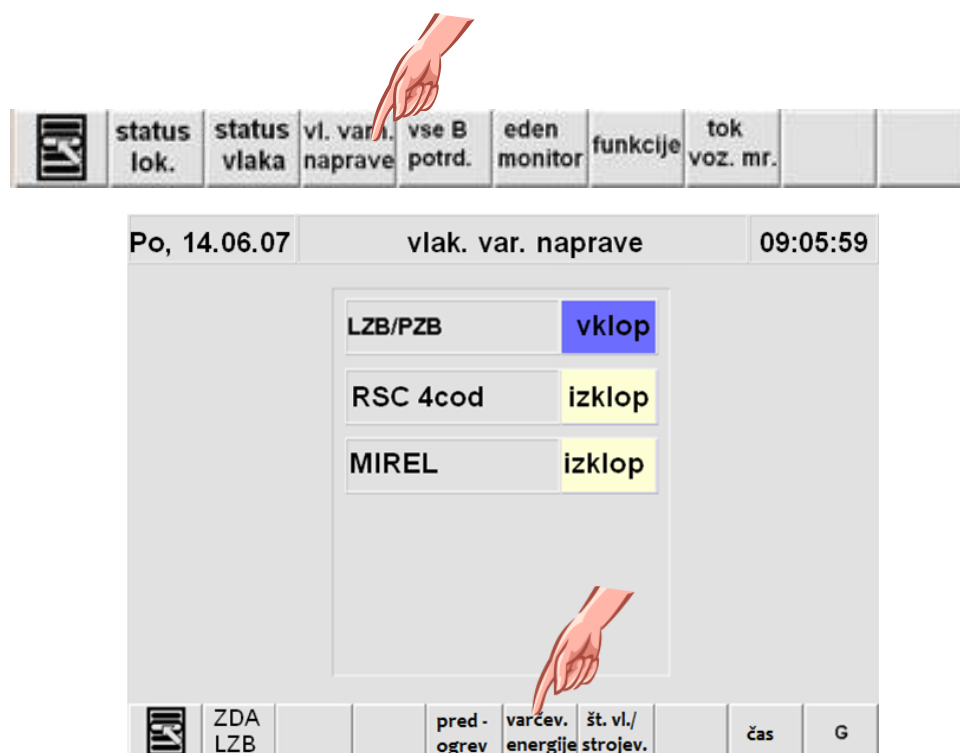 status status vl. varn. vse B eden funkcije tok
lok. vlaka naprave potrd. monitor voz. mr.
Po, 14.06.07 vlak. var. naprave 09:05:59
LZB/PZB vklop
RSC 4cod izklop
MIREL izklop
ZDA pred - varčev. št. vl./ čas G
LZB ogrev energije strojev.